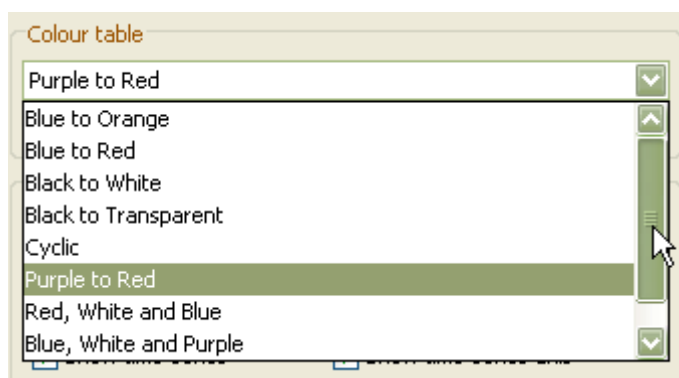 Colour table
Purple to Red
Blue to Orange
Blue to Red
Black to White
Black to Transparent
Cyclic
Purple to Red
Red, White and Blue
Blue, White and Purple